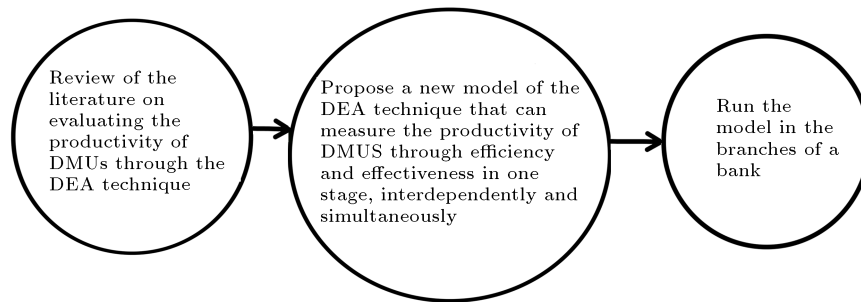 Review of the
literature on
evaluating the
productivity of
DMUs through the
DEA technique
Propose a new model of the
DEA technique that can
measure the productivity of
DMUS through efficiency
and effectiveness in one
stage, interdependently and
simultaneously
Run the
model in the
branches of a
bank